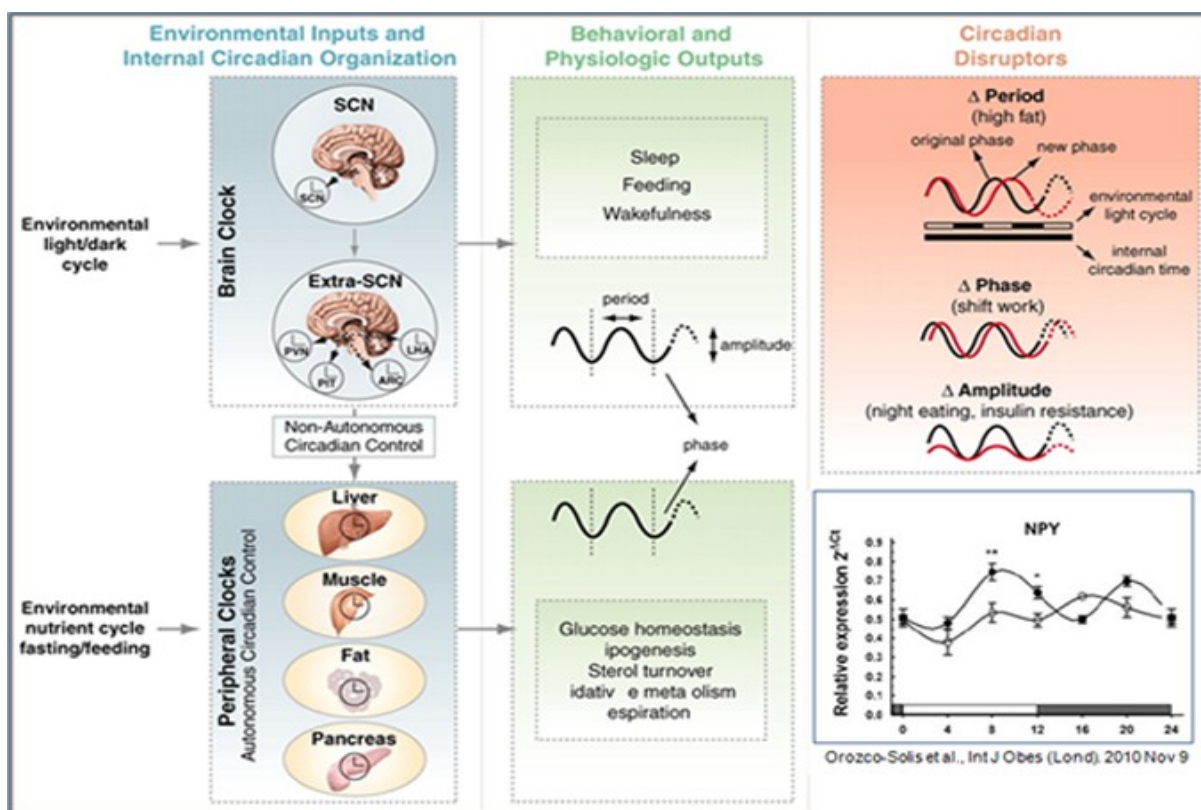 Environmental Inputs and
Internal Circadian Organization
Behavioral and
Physiologic Outputs
Circadian
Disruptors
Environmental
light/dark
cycle
Brain Clock
SCN
SCN
Extra-SCN
PVN
PIT
ARC
LHA
Non-Autonomous
Circadian Control
Sleep
Feeding
Wakefulness
period
amplitude
phase
Δ Period
(high fat)
original phase
new phase
environmental
light cycle
internal
circadian time
Δ Phase
(shift work)
Δ Amplitude
(night eating, insulin resistance)
Environmental
nutrient cycle
fasting/feeding
Peripheral Clocks
Autonomous Circadian Control
Liver
Muscle
Fat
Pancreas
Glucose homeostasis
ipogenesis
Sterol turnover
idativ e meta olism
espiration
NPY
Relative expression 2^ΔCt
0.9
0.8
0.7
0.6
0.5
0.4
0.3
0.2
0.1
0.0
**
*
0 4 8 12 16 20 24
Orozco-Solis et al., Int J Obes (Lond). 2010 Nov 9